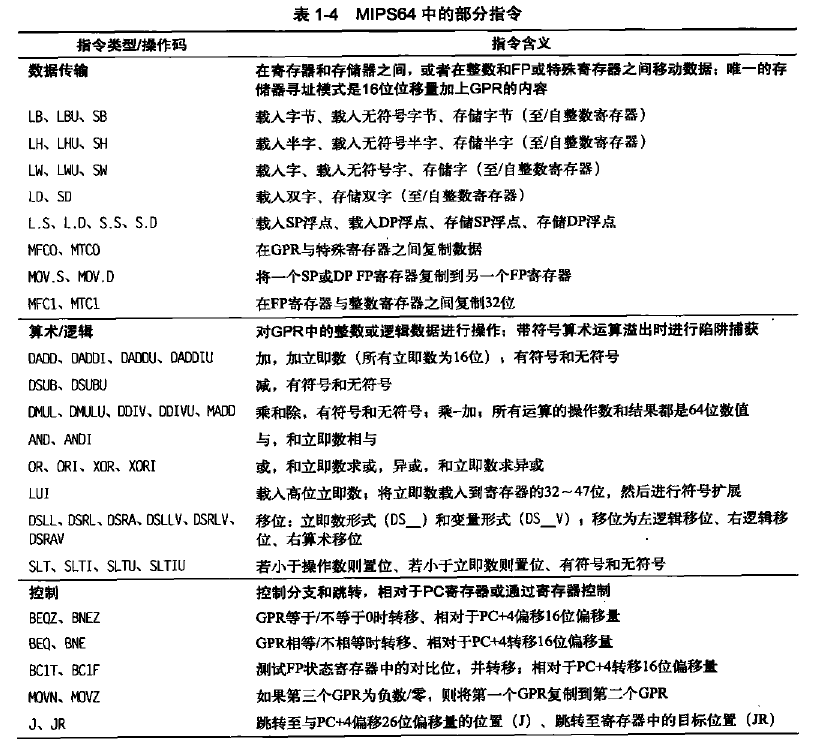 表 1-4 MIPS64 中的部分指令
指令类型/操作码 指令含义
数据传输 在寄存器和存储器之间，或者在整数和FP或特殊寄存器之间移动数据；唯一的存
储器寻址模式是16位位移量加上GPR的内容
LB、LBU、SB 载入字节、载入无符号字节、存储字节（至/自整数寄存器）
LH、LHU、SH 载入半字、载入无符号半字、存储半字（至/自整数寄存器）
LW、LWU、SW 载入字、载入无符号字、存储字（至/自整数寄存器）
LD、SD 载入双字、存储双字（至/自整数寄存器）
L.S、L.D、S.S、S.D 载入SP浮点、载入DP浮点、存储SP浮点、存储DP浮点
MFC0、MTC0 在GPR与特殊寄存器之间复制数据
MOV.S、MOV.D 将一个SP或DP FP寄存器复制到另一个FP寄存器
MFC1、MTC1 在FP寄存器与整数寄存器之间复制32位
算术/逻辑 对GPR中的整数或逻辑数据进行操作；带符号算术运算溢出时进行陷阱捕获
DADD、DADDI、DADDU、DADDIU 加，加立即数（所有立即数为16位）；有符号和无符号
DSUB、DSUBU 减，有符号和无符号
DMUL、DMULU、DDIV、DDIVU、MADD 乘和除，有符号和无符号；乘-加；所有运算的操作数和结果都是64位数值
AND、ANDI 与，和立即数相与
OR、ORI、XOR、XORI 或，和立即数求或，异或，和立即数求异或
LUI 载入高位立即数；将立即数载入到寄存器的32～47位，然后进行符号扩展
DSLL、DSRL、DSRA、DSLLV、DSRLV、 移位：立即数形式（DS__）和变量形式（DS__V）；移位为左逻辑移位、右逻辑移
DSRAV 位、右算术移位
SLT、SLTI、SLTU、SLTIU 若小于操作数则置位、若小于立即数则置位、有符号和无符号
控制 控制分支和跳转，相对于PC寄存器或通过寄存器控制
BEQZ、BNEZ GPR等于/不等于0时转移、相对于PC+4偏移16位偏移量
BEQ、BNE GPR相等/不相等时转移、相对于PC+4转移16位偏移量
BC1T、BC1F 测试FP状态寄存器中的对比位，并转移；相对于PC+4转移16位偏移量
MOVN、MOVZ 如果第三个GPR为负数/零，则将第一个GPR复制到第二个GPR
J、JR 跳转至与PC+4偏移26位偏移量的位置（J）、跳转至寄存器中的目标位置（JR）